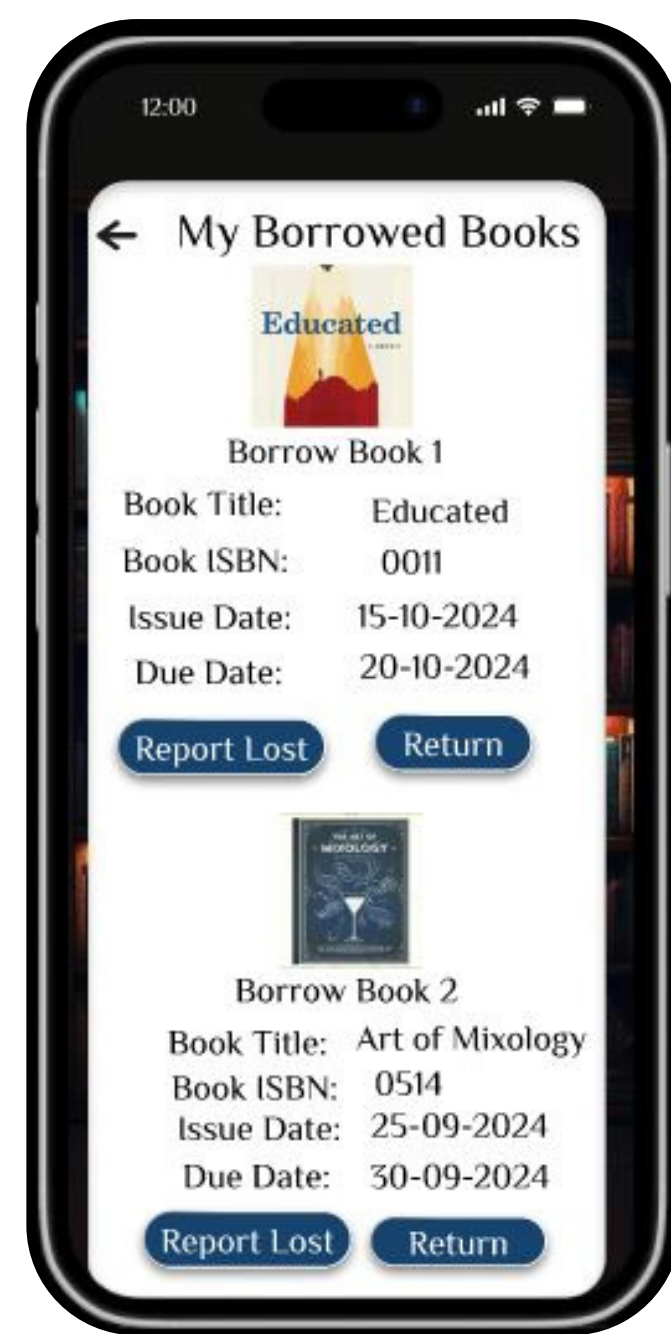 12:00
My Borrowed Books
Educated
Borrow Book 1
Book Title: Educated
Book ISBN: 0011
Issue Date: 15-10-2024
Due Date: 20-10-2024
Report Lost Return
THE ART OF
MIXOLOGY
Borrow Book 2
Book Title: Art of Mixology
Book ISBN: 0514
Issue Date: 25-09-2024
Due Date: 30-09-2024
Report Lost Return